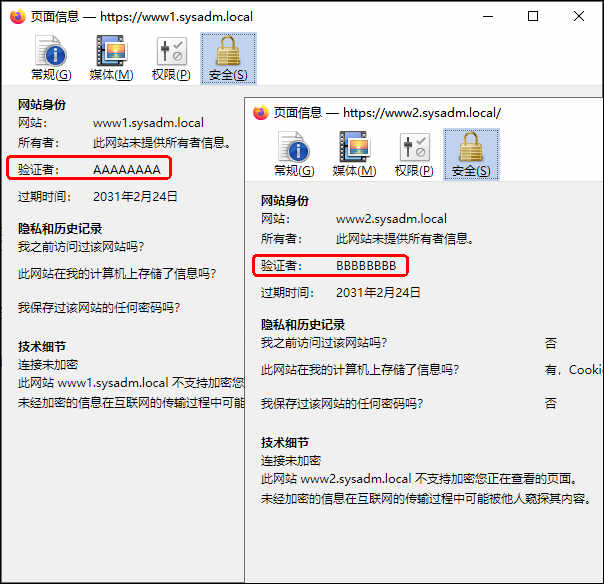 页面信息 — https://www1.sysadm.local
常规(G) 媒体(M) 权限(P) 安全(S)
网站身份
网站： www1.sysadm.local
所有者： 此网站未提供所有者信息。
验证者： AAAAAAAA
过期时间： 2031年2月24日
隐私和历史记录
我之前访问过该网站吗?
此网站在我的计算机上存储了信息吗?
我保存过该网站的任何密码吗?
技术细节
连接未加密
此网站 www1.sysadm.local 不支持加密您
未经加密的信息在互联网的传输过程中可能
页面信息 — https://www2.sysadm.local/
常规(G) 媒体(M) 权限(P) 安全(S)
网站身份
网站： www2.sysadm.local
所有者： 此网站未提供所有者信息。
验证者： BBBBBBBB
过期时间： 2031年2月24日
隐私和历史记录
我之前访问过该网站吗? 否
此网站在我的计算机上存储了信息吗? 有，Cookie
我保存过该网站的任何密码吗? 否
技术细节
连接未加密
此网站 www2.sysadm.local 不支持加密您正在查看的页面。
未经加密的信息在互联网的传输过程中可能被他人窥探其内容。